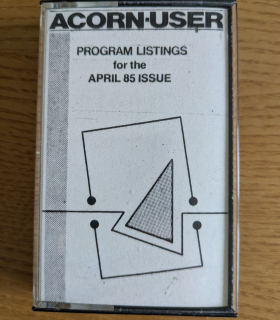 ACORN·USER
PROGRAM LISTINGS
for the
APRIL 85 ISSUE